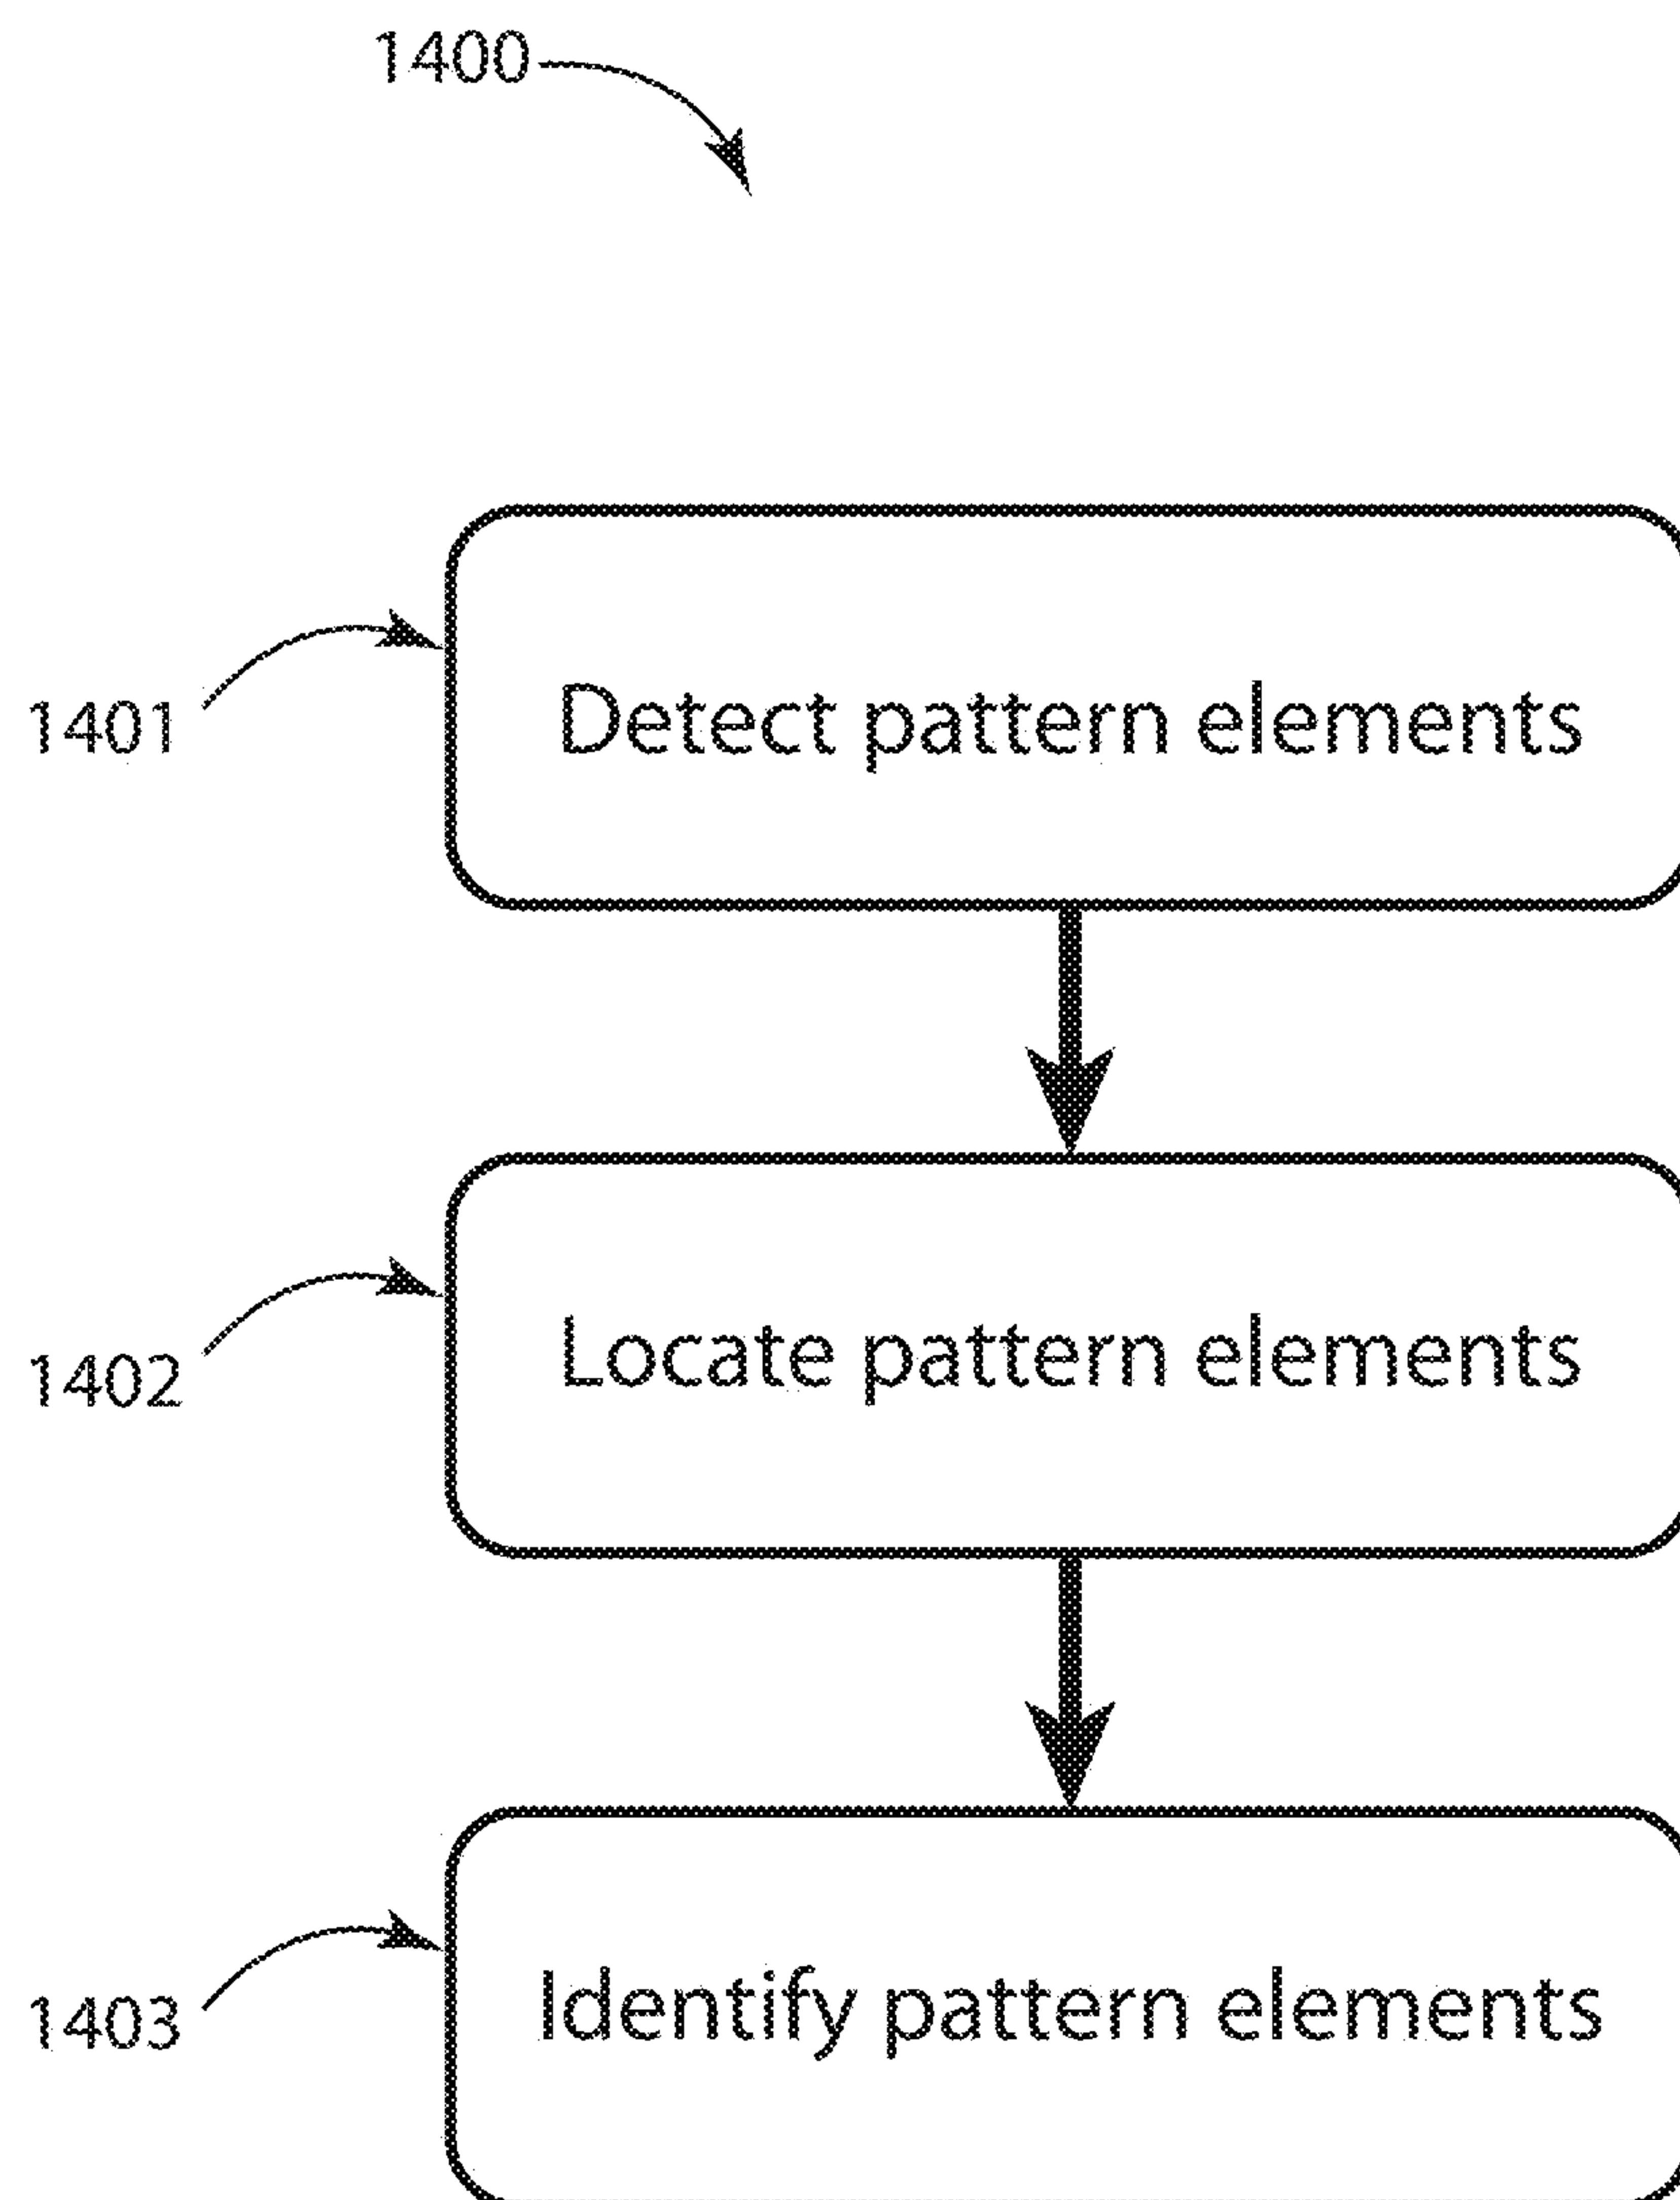 1400
1401
Detect pattern elements
1402
Locate pattern elements
1403
Identify pattern elements